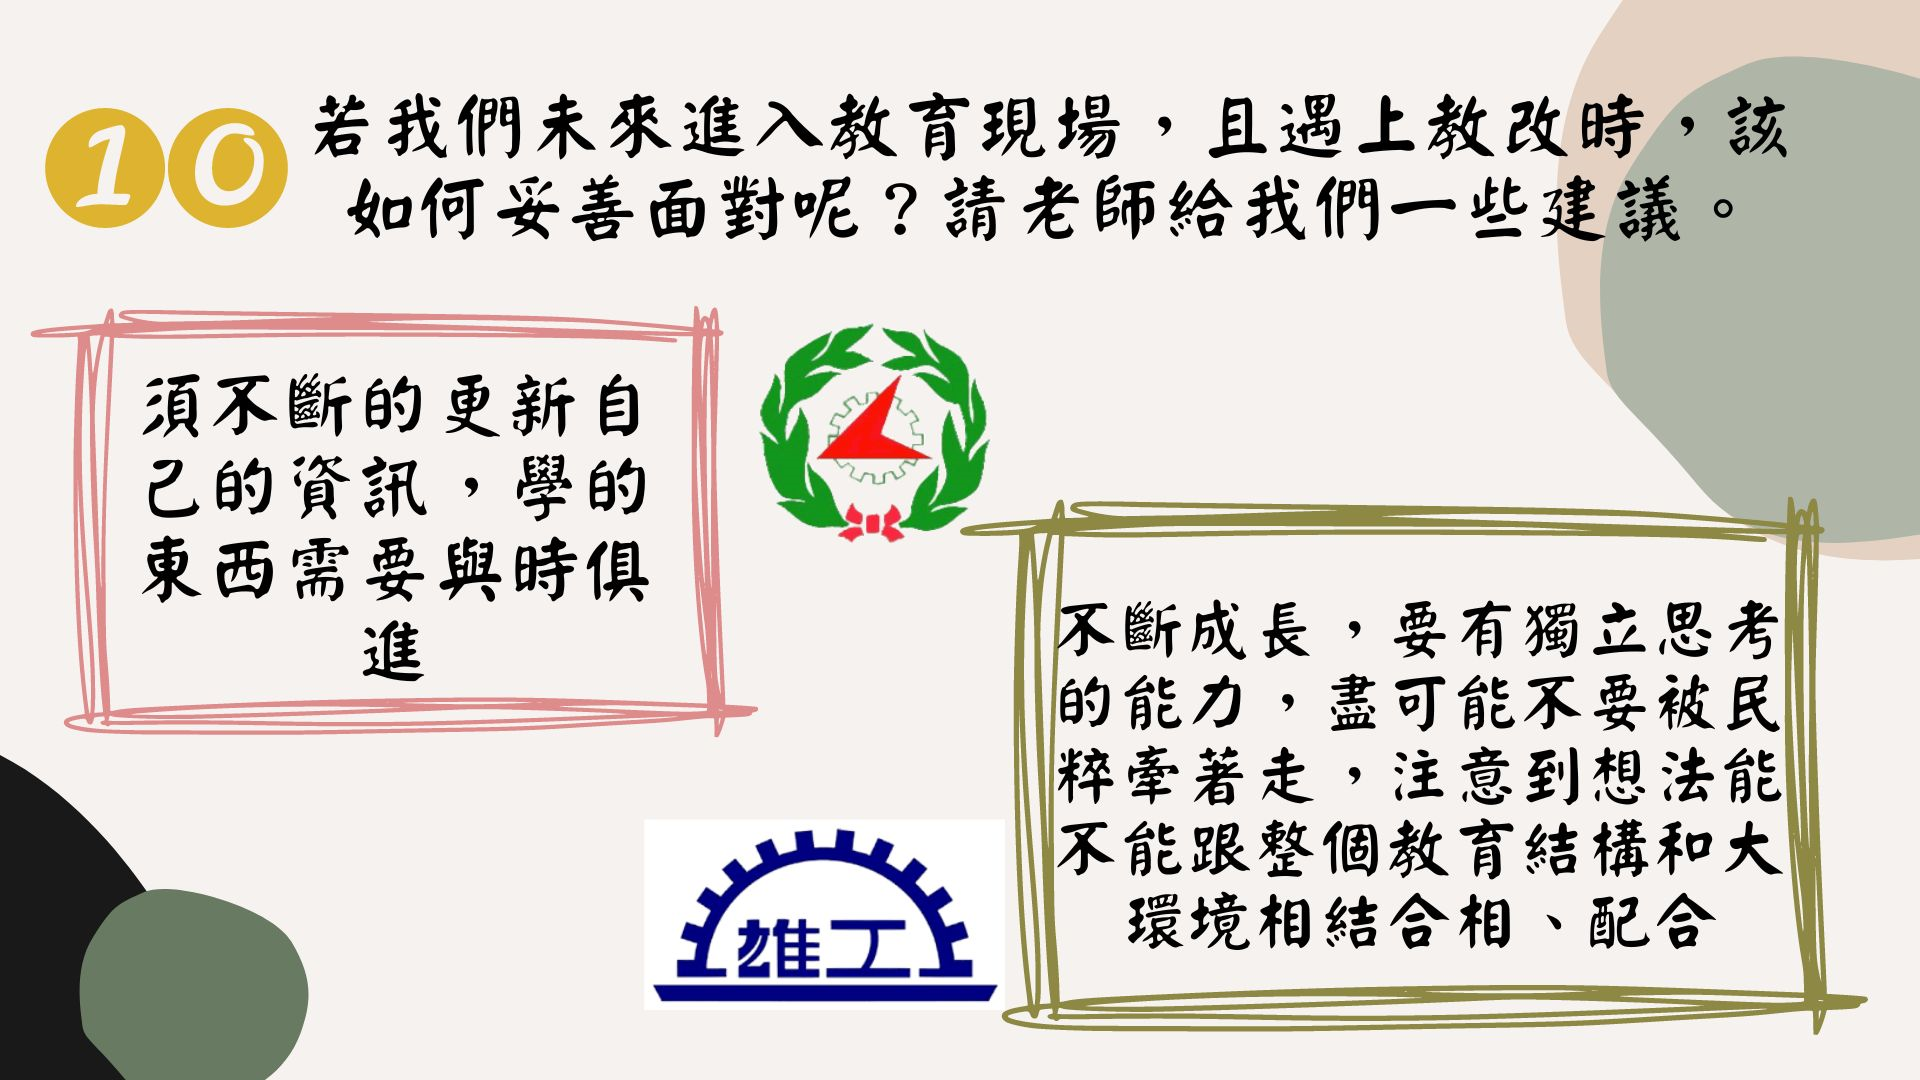 10
若我們未來進入教育現場，且遇上教改時，該
如何妥善面對呢？請老師給我們一些建議。
須不斷的更新自
己的資訊，學的
東西需要與時俱
進
不斷成長，要有獨立思考
的能力，盡可能不要被民
粹牽著走，注意到想法能
不能跟整個教育結構和大
環境相結合相、配合
雄工